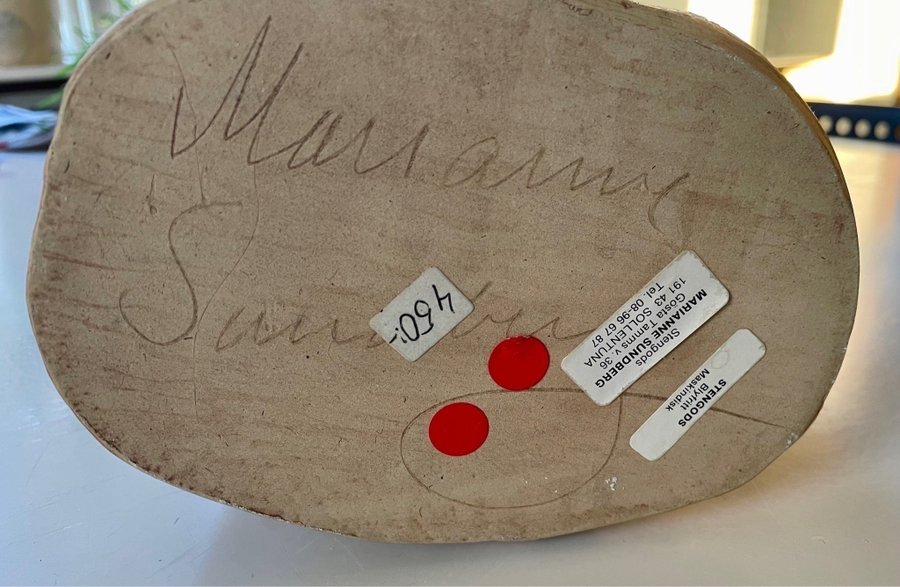 Marianne
Sundberg
450:-
Stengods
MARIANNE SUNDBERG
Gösta Tamms v. 36
191 43 SOLLENTUNA
Tel. 08-96 67 87
STENGODS
Blyfritt
Maskindisk